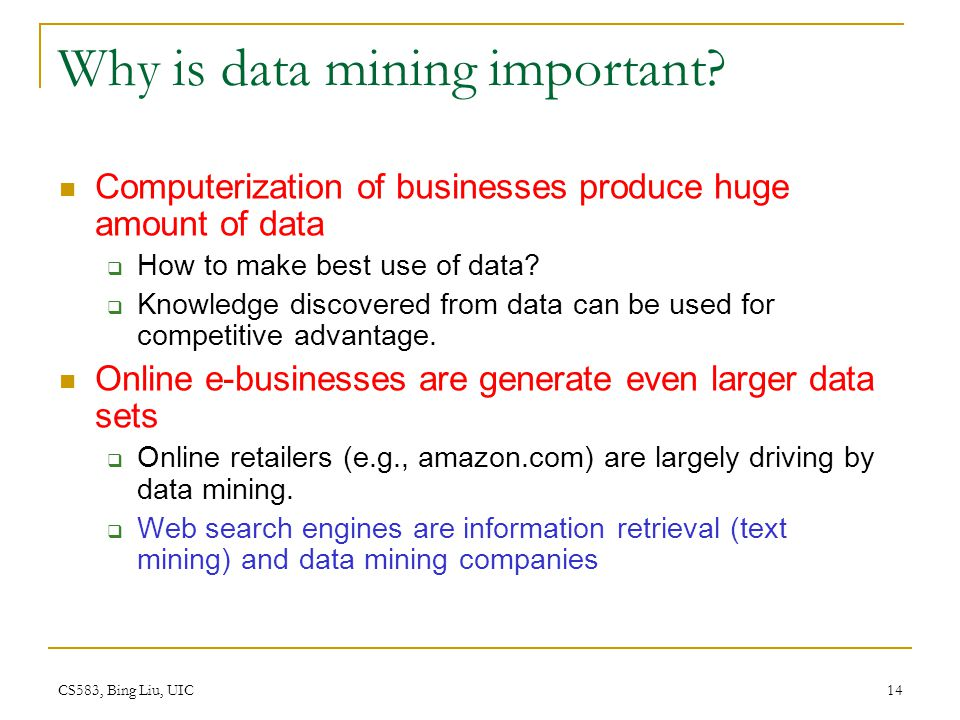 Why is data mining important?
Computerization of businesses produce huge
amount of data
How to make best use of data?
Knowledge discovered from data can be used for
competitive advantage.
Online e-businesses are generate even larger data
sets
Online retailers (e.g., amazon.com) are largely driving by
data mining.
Web search engines are information retrieval (text
mining) and data mining companies
CS583, Bing Liu, UIC
14